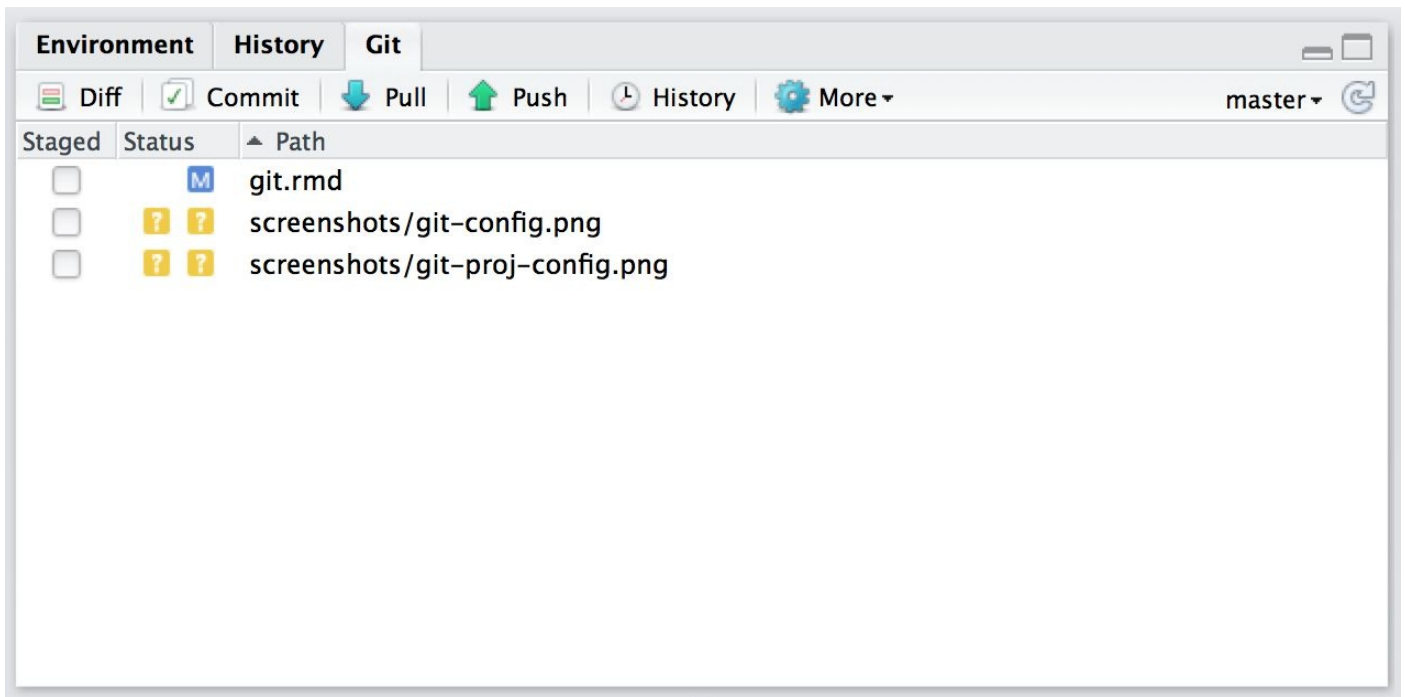 Environment History Git
Diff Commit Pull Push History More master
Staged Status Path
M git.rmd
? ? screenshots/git-config.png
? ? screenshots/git-proj-config.png